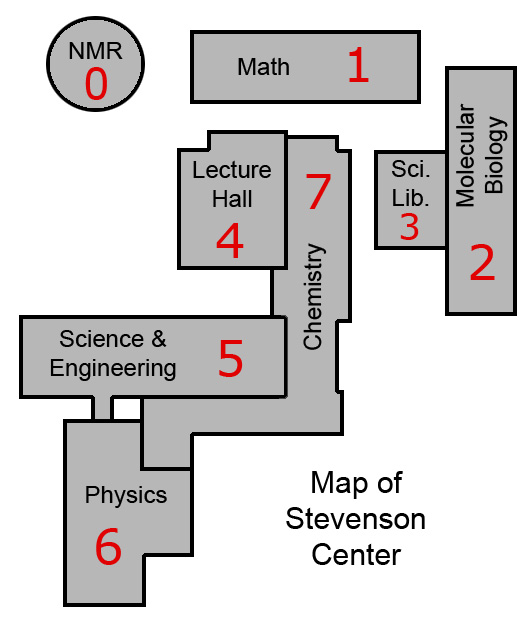 NMR
0
Math 1
Molecular
Biology
2
Sci.
Lib.
3
Lecture
Hall
4
7
Chemistry
Science &
Engineering
5
Physics
6
Map of
Stevenson
Center